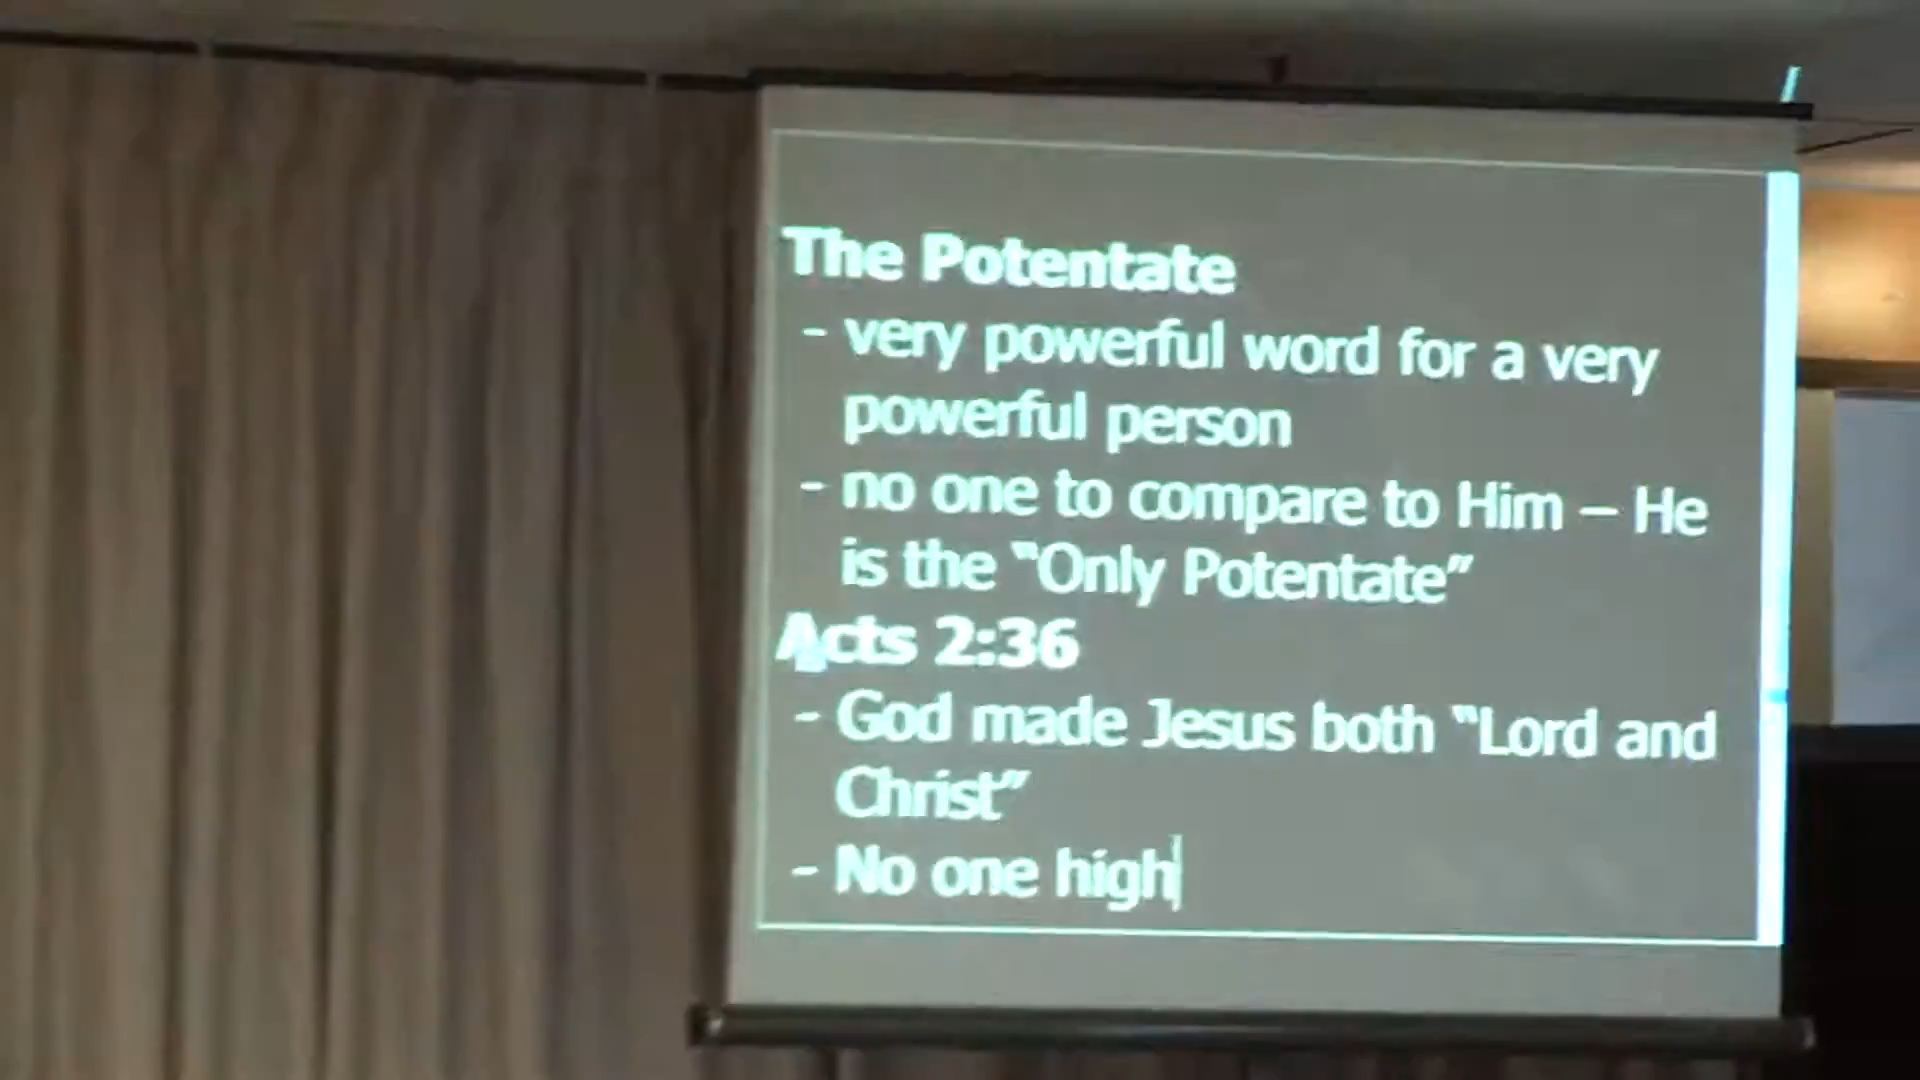 The Potentate
- very powerful word for a very
powerful person
- no one to compare to Him – He
is the “Only Potentate”
Acts 2:36
- God made Jesus both “Lord and
Christ”
- No one high